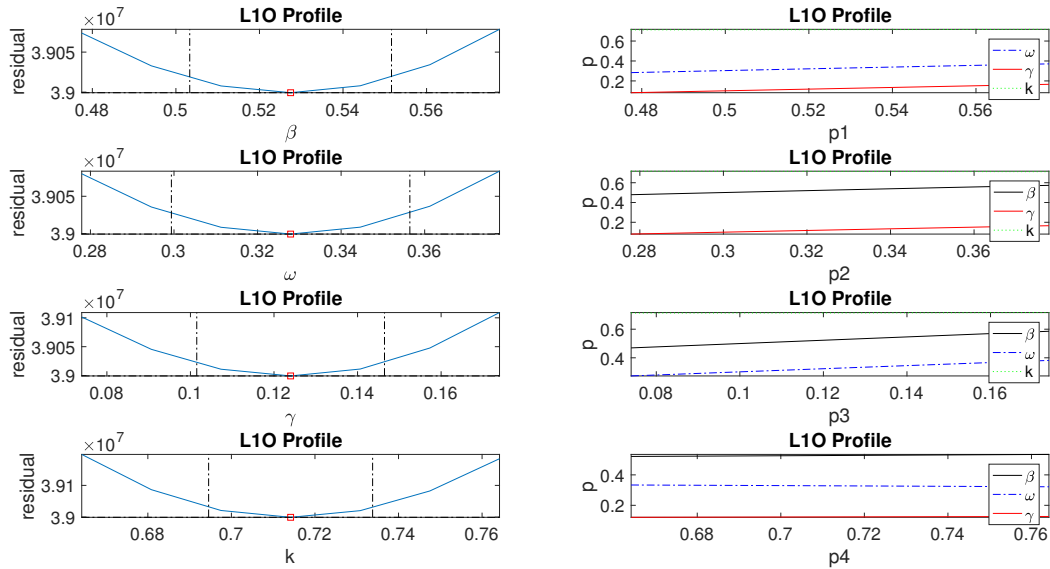 L1O Profile
×10^7
residual
3.905
3.9
0.48 0.5 0.52 0.54 0.56
β
L1O Profile
p
0.6
0.4
0.2
ω
γ
k
0.48 0.5 0.52 0.54 0.56
p1
L1O Profile
×10^7
residual
3.905
3.9
0.28 0.3 0.32 0.34 0.36
ω
L1O Profile
p
0.6
0.4
0.2
β
γ
k
0.28 0.3 0.32 0.34 0.36
p2
L1O Profile
×10^7
residual
3.91
3.905
3.9
0.08 0.1 0.12 0.14 0.16
γ
L1O Profile
p
0.6
0.4
β
ω
k
0.08 0.1 0.12 0.14 0.16
p3
L1O Profile
×10^7
residual
3.91
3.9
0.68 0.7 0.72 0.74 0.76
k
L1O Profile
p
0.4
0.2
β
ω
γ
0.68 0.7 0.72 0.74 0.76
p4